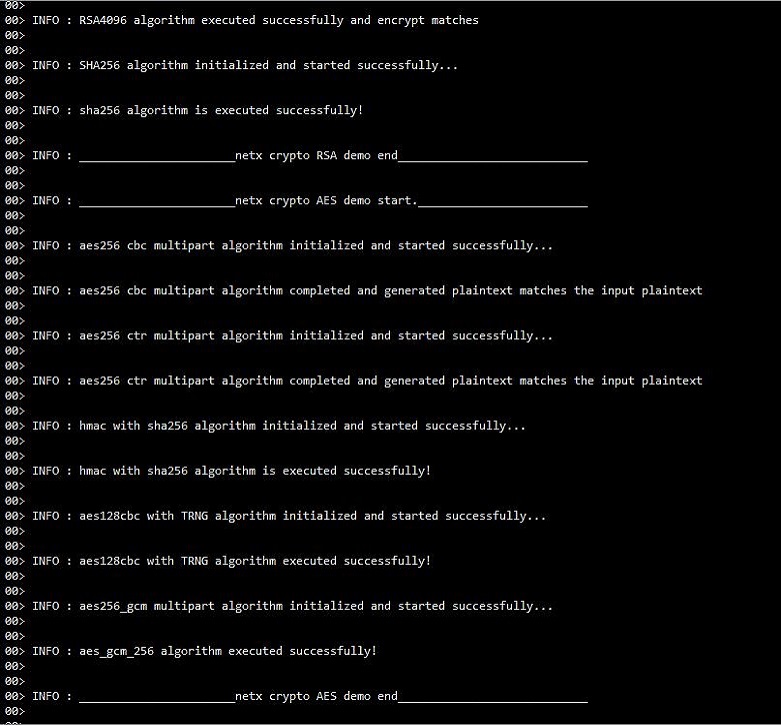 00>
00> INFO : RSA4096 algorithm executed successfully and encrypt matches
00>
00>
00> INFO : SHA256 algorithm initialized and started successfully...
00>
00>
00> INFO : sha256 algorithm is executed successfully!
00>
00>
00> INFO : _______________________netx crypto RSA demo end____________________________
00>
00>
00> INFO : _______________________netx crypto AES demo start._________________________
00>
00>
00> INFO : aes256 cbc multipart algorithm initialized and started successfully...
00>
00>
00> INFO : aes256 cbc multipart algorithm completed and generated plaintext matches the input plaintext
00>
00>
00> INFO : aes256 ctr multipart algorithm initialized and started successfully...
00>
00>
00> INFO : aes256 ctr multipart algorithm completed and generated plaintext matches the input plaintext
00>
00>
00> INFO : hmac with sha256 algorithm initialized and started successfully...
00>
00>
00> INFO : hmac with sha256 algorithm is executed successfully!
00>
00>
00> INFO : aes128cbc with TRNG algorithm initialized and started successfully...
00>
00>
00> INFO : aes128cbc with TRNG algorithm executed successfully!
00>
00>
00> INFO : aes256_gcm multipart algorithm initialized and started successfully...
00>
00>
00> INFO : aes_gcm_256 algorithm executed successfully!
00>
00>
00> INFO : _______________________netx crypto AES demo end____________________________
00>
00>